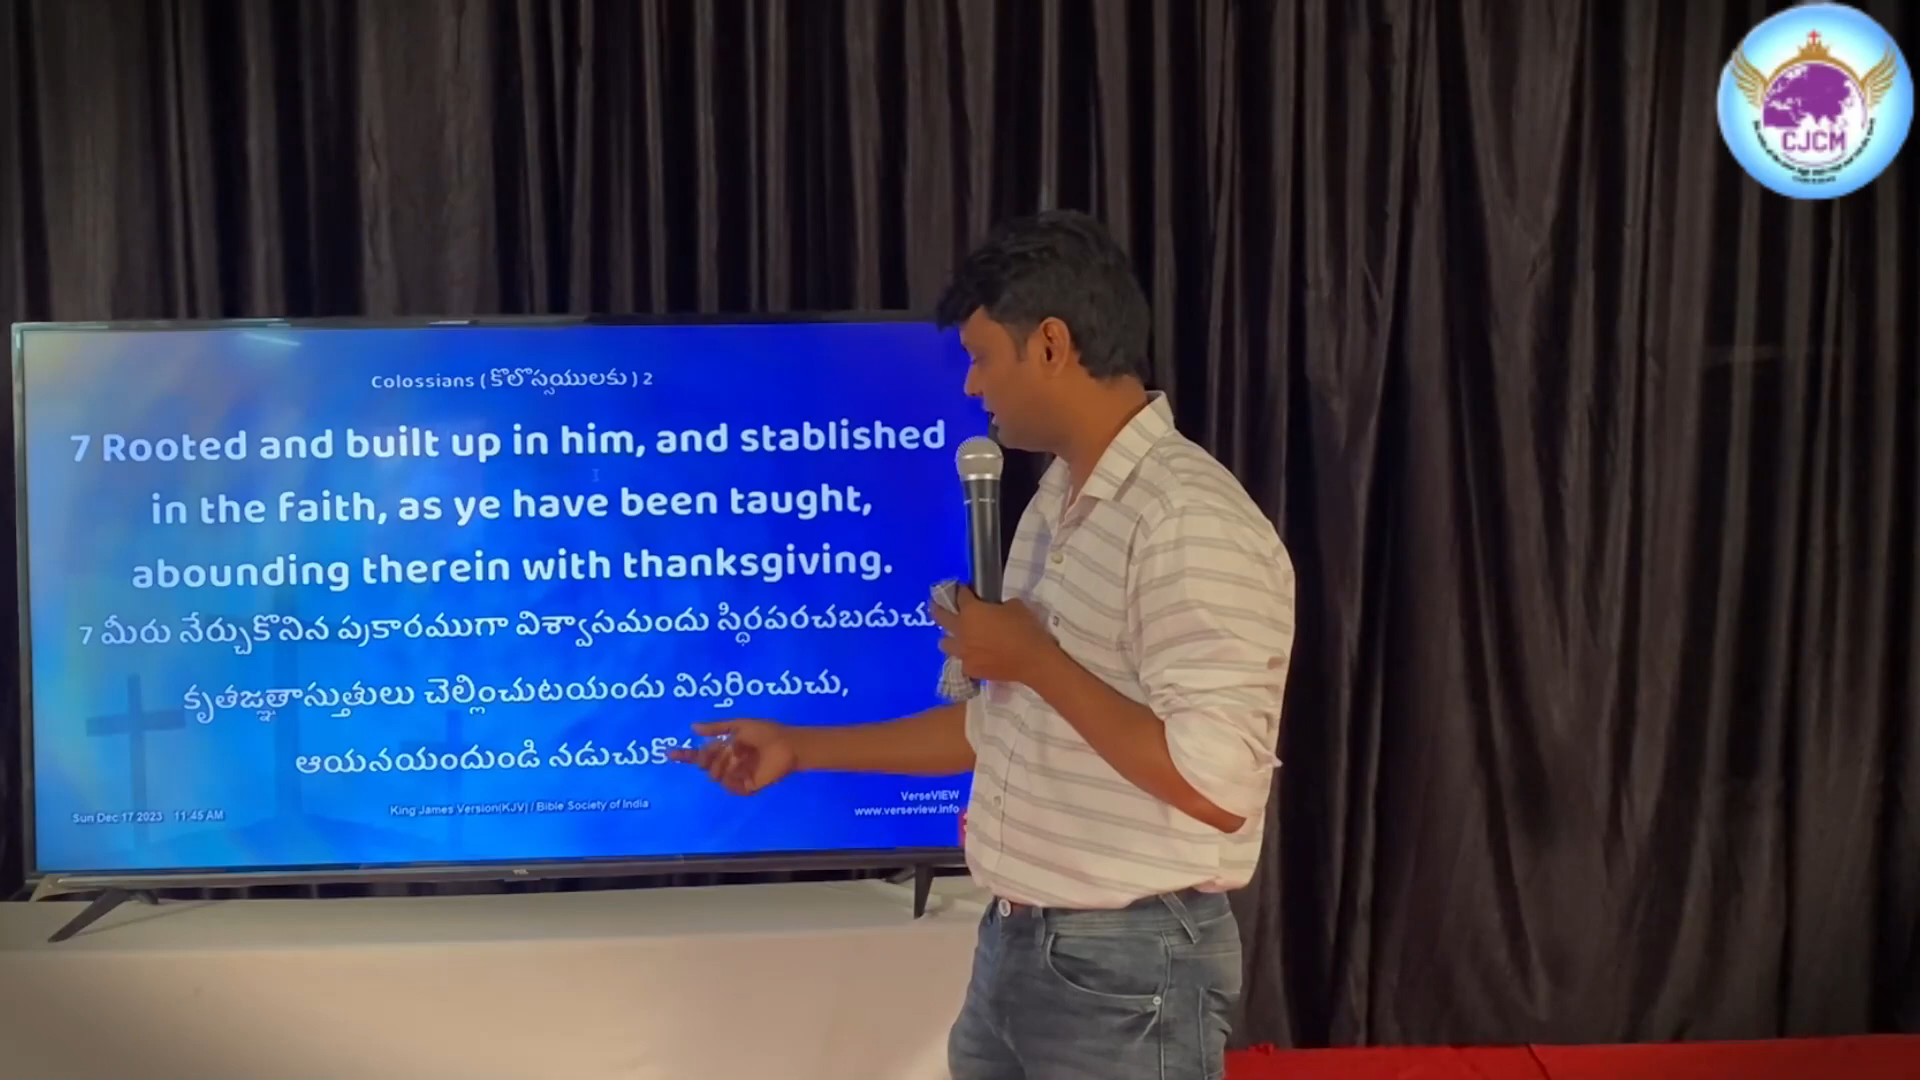 Colossians ( కొలొస్సయులకు ) 2
7 Rooted and built up in him, and stablished
in the faith, as ye have been taught,
abounding therein with thanksgiving.
7 మీరు నేర్చుకొనిన ప్రకారముగా విశ్వాసమందు స్థిరపరచబడుచు
కృతజ్ఞతాస్తుతులు చెల్లించుటయందు విస్తరించుచు,
ఆయనయందుండి నడుచుకొ
Sun Dec 17 2023 11:45 AM
King James Version(KJV) / Bible Society of India
VerseVIEW
www.verseview.info
CJCM